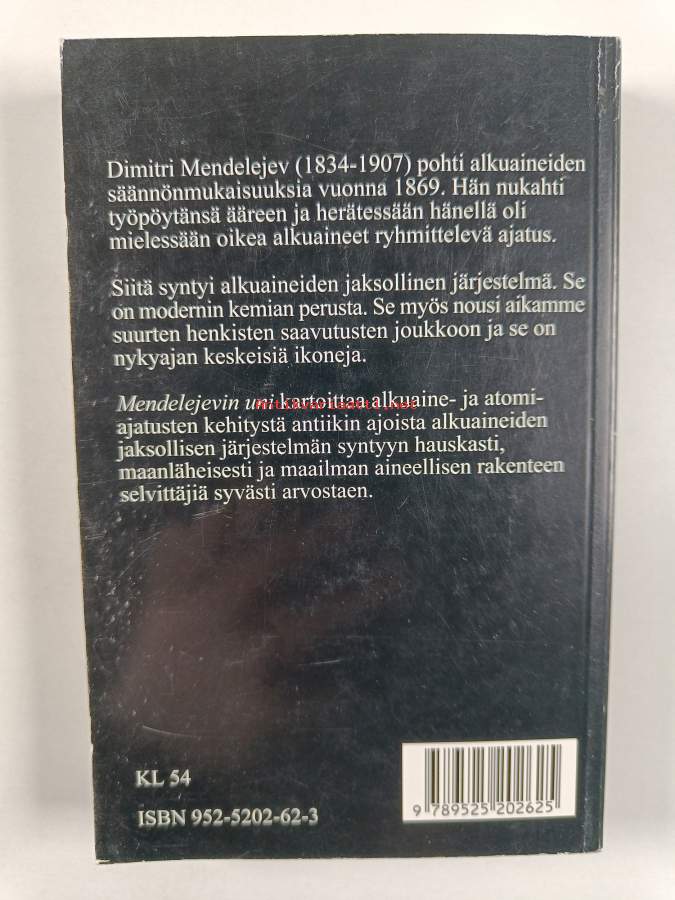 Dimitri Mendelejev (1834-1907) pohti alkuaineiden
säännönmukaisuuksia vuonna 1869. Hän nukahti
työpöytänsä ääreen ja herätessään hänellä oli
mielessään oikea alkuaineet ryhmittelevä ajatus.
Siitä syntyi alkuaineiden jaksollinen järjestelmä. Se
on modernin kemian perusta. Se myös nousi aikamme
suurten henkisten saavutusten joukkoon ja se on
nykyajan keskeisiä ikoneja.
Mendelejevin uni kartoittaa alkuaine- ja atomi-
Antikvariaatti.net
ajatusten kehitystä antiikin ajoista alkuaineiden
jaksollisen järjestelmän syntyyn hauskasti,
maanläheisesti ja maailman aineellisen rakenteen
selvittäjiä syvästi arvostaen.
KL 54
ISBN 952-5202-62-3
9 789525 202625